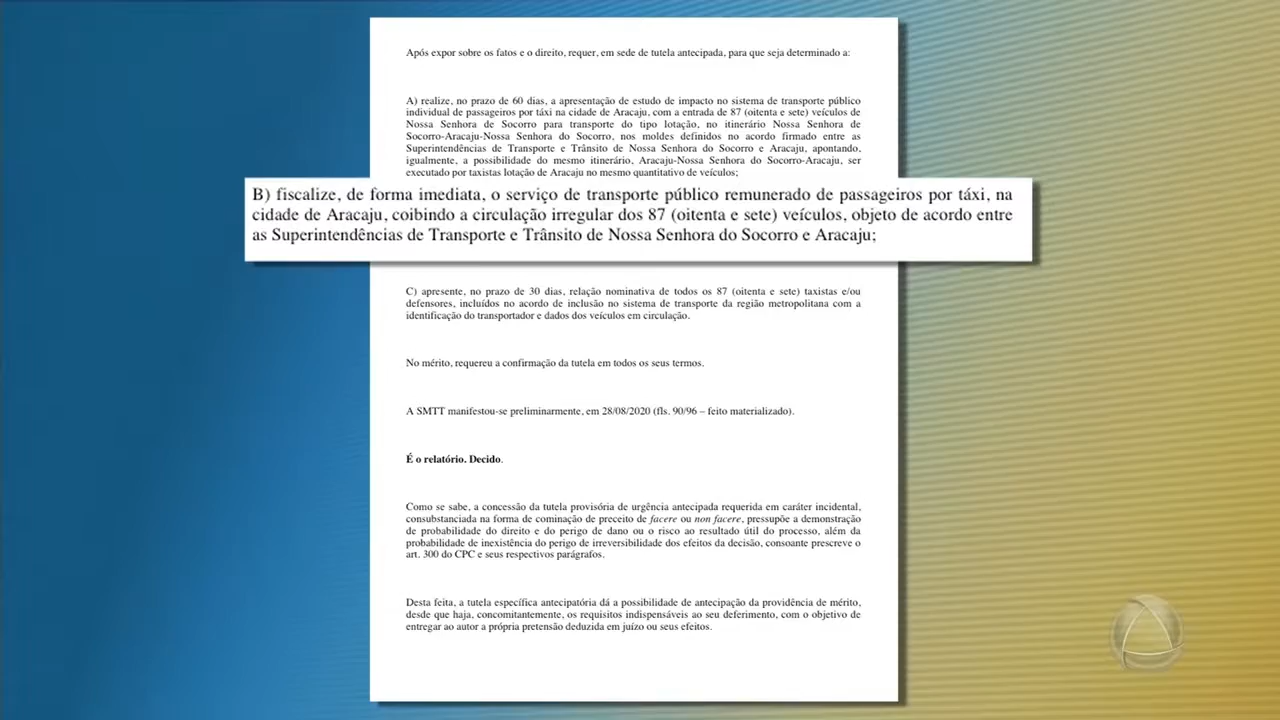 Após expor sobre os fatos e o direito, requer, em sede de tutela antecipada, para que seja determinado a:
A) realize, no prazo de 60 dias, a apresentação de estudo de impacto no sistema de transporte público
individual de passageiros por táxi na cidade de Aracaju, com a entrada de 87 (oitenta e sete) veículos de
Nossa Senhora de Socorro para transporte do tipo lotação, no itinerário Nossa Senhora de
Socorro-Aracaju-Nossa Senhora do Socorro, nos moldes definidos no acordo firmado entre as
Superintendências de Transporte e Trânsito de Nossa Senhora do Socorro e Aracaju, apontando,
igualmente, a possibilidade do mesmo itinerário, Aracaju-Nossa Senhora do Socorro-Aracaju, ser
executado por taxistas lotação de Aracaju no mesmo quantitativo de veículos;
B) fiscalize, de forma imediata, o serviço de transporte público remunerado de passageiros por táxi, na
cidade de Aracaju, coibindo a circulação irregular dos 87 (oitenta e sete) veículos, objeto de acordo entre
as Superintendências de Transporte e Trânsito de Nossa Senhora do Socorro e Aracaju;
C) apresente, no prazo de 30 dias, relação nominativa de todos os 87 (oitenta e sete) taxistas e/ou
defensores, incluídos no acordo de inclusão no sistema de transporte da região metropolitana com a
identificação do transportador e dados dos veículos em circulação.
No mérito, requereu a confirmação da tutela em todos os seus termos.
A SMTT manifestou-se preliminarmente, em 28/08/2020 (fls. 90/96 – feito materializado).
É o relatório. Decido.
Como se sabe, a concessão da tutela provisória de urgência antecipada requerida em caráter incidental,
consubstanciada na forma de cominação de preceito de facere ou non facere, pressupõe a demonstração
de probabilidade do direito e do perigo de dano ou o risco ao resultado útil do processo, além da
probabilidade de inexistência do perigo de irreversibilidade dos efeitos da decisão, consoante prescreve o
art. 300 do CPC e seus respectivos parágrafos.
Desta feita, a tutela específica antecipatória dá a possibilidade de antecipação da providência de mérito,
desde que haja, concomitantemente, os requisitos indispensáveis ao seu deferimento, com o objetivo de
entregar ao autor a própria pretensão deduzida em juízo ou seus efeitos.